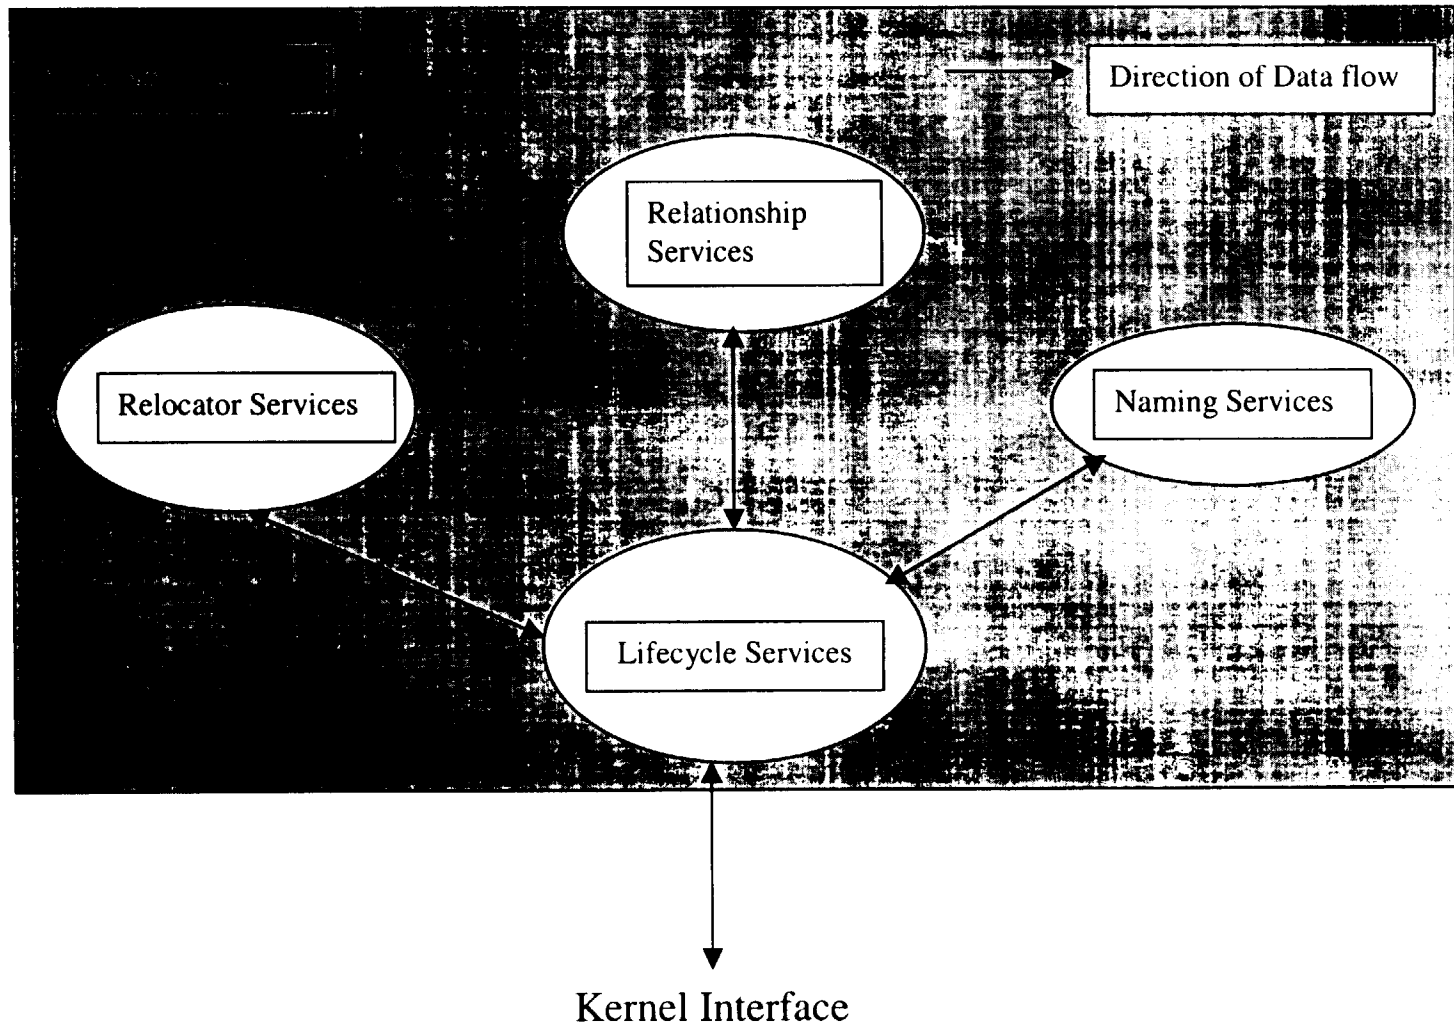 Direction of Data flow
Relationship
Services
Relocator Services
Naming Services
Lifecycle Services
Kernel Interface